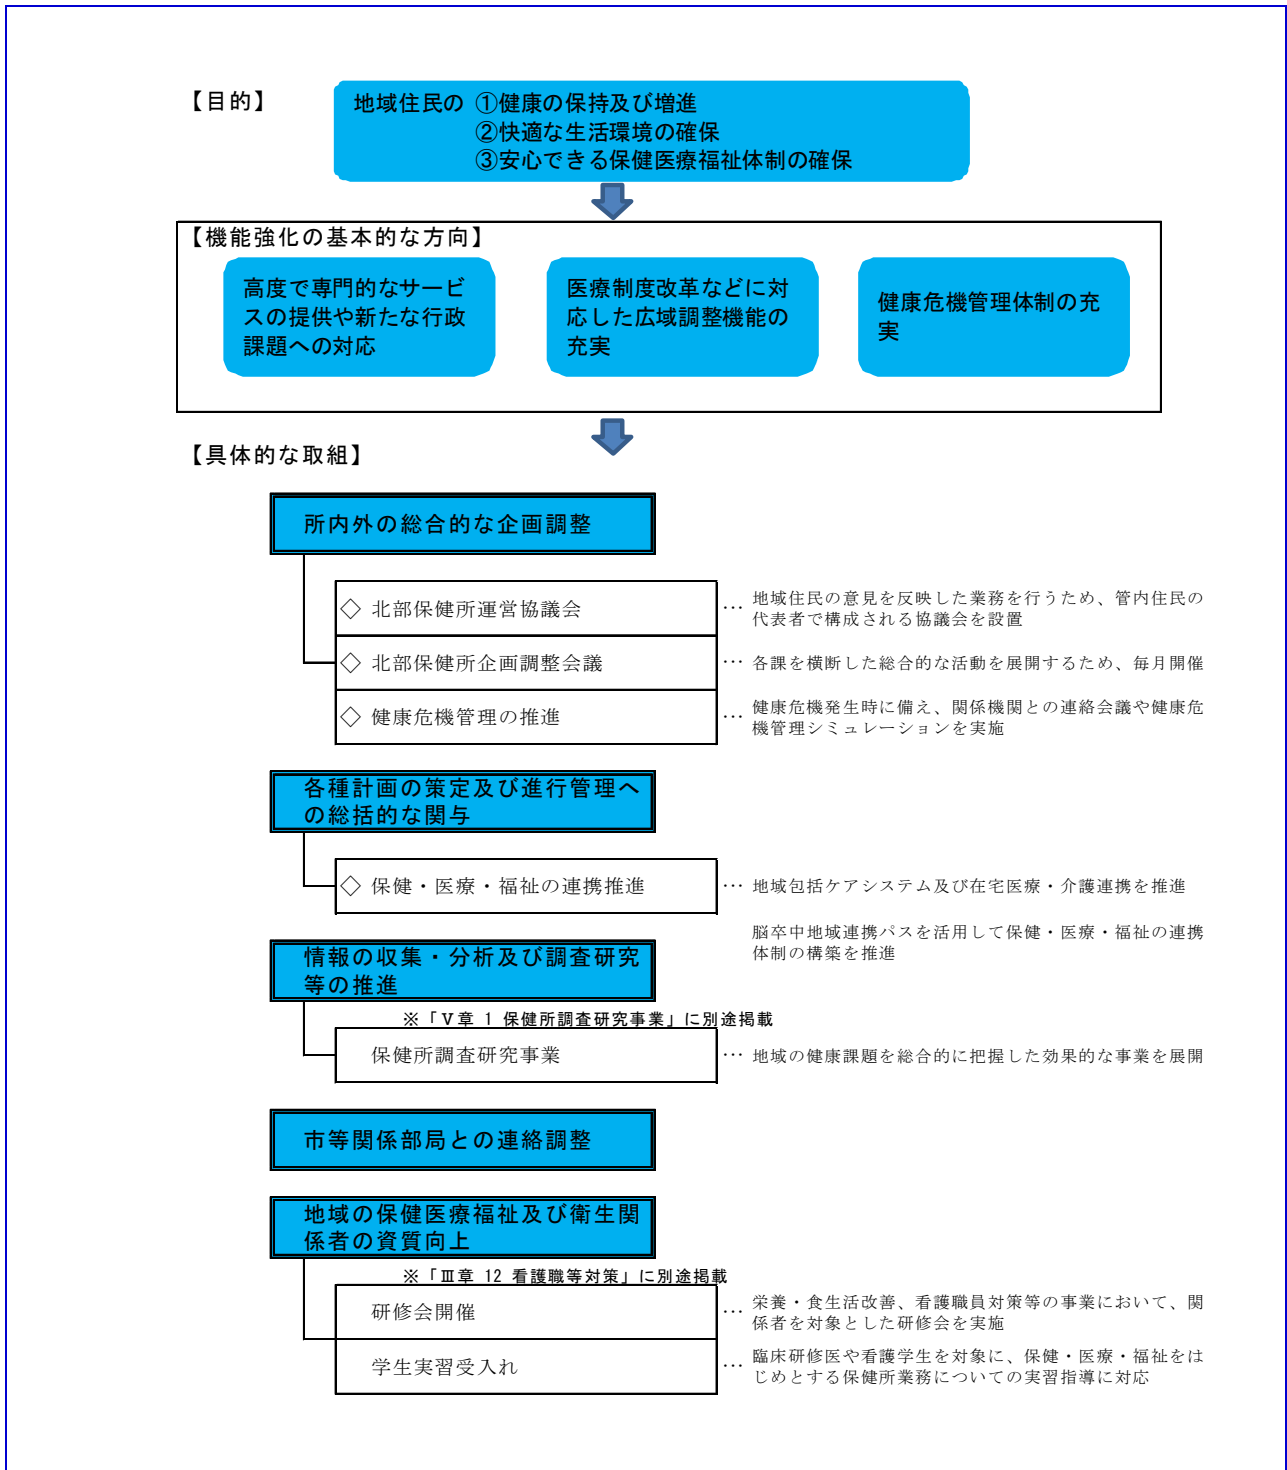 【目的】
地域住民の ①健康の保持及び増進
②快適な生活環境の確保
③安心できる保健医療福祉体制の確保
【機能強化の基本的な方向】
高度で専門的なサービ
スの提供や新たな行政
課題への対応
医療制度改革などに対
応した広域調整機能の
充実
健康危機管理体制の充
実
【具体的な取組】
所内外の総合的な企画調整
◇ 北部保健所運営協議会
… 地域住民の意見を反映した業務を行うため、管内住民の
代表者で構成される協議会を設置
◇ 北部保健所企画調整会議
… 各課を横断した総合的な活動を展開するため、毎月開催
◇ 健康危機管理の推進
… 健康危機発生時に備え、関係機関との連絡会議や健康危
機管理シミュレーションを実施
各種計画の策定及び進行管理へ
の総括的な関与
◇ 保健・医療・福祉の連携推進
… 地域包括ケアシステム及び在宅医療・介護連携を推進
脳卒中地域連携パスを活用して保健・医療・福祉の連携
体制の構築を推進
情報の収集・分析及び調査研究
等の推進
※「Ⅴ章 1 保健所調査研究事業」に別途掲載
保健所調査研究事業
… 地域の健康課題を総合的に把握した効果的な事業を展開
市等関係部局との連絡調整
地域の保健医療福祉及び衛生関
係者の資質向上
※「Ⅲ章 12 看護職等対策」に別途掲載
研修会開催
… 栄養・食生活改善、看護職員対策等の事業において、関
係者を対象とした研修会を実施
学生実習受入れ
… 臨床研修医や看護学生を対象に、保健・医療・福祉をは
じめとする保健所業務についての実習指導に対応